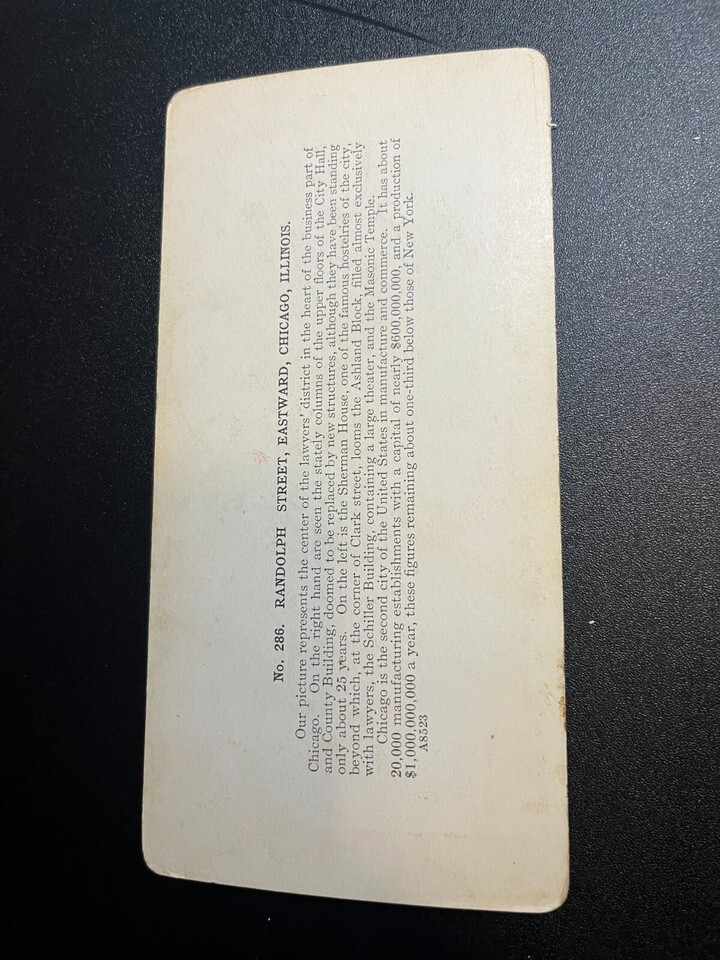 No. 286. RANDOLPH STREET, EASTWARD, CHICAGO, ILLINOIS.
Our picture represents the center of the lawyers' district in the heart of the business part of
Chicago. On the right hand are seen the stately columns of the upper floors of the City Hall,
and County Building, doomed to be replaced by new structures, although they have been standing
only about 25 years. On the left is the Sherman House, one of the famous hostelries of the city,
beyond which, at the corner of Clark street, looms the Ashland Block, filled almost exclusively
with lawyers, the Schiller Building, containing a large theater, and the Masonic Temple.
Chicago is the second city of the United States in manufacture and commerce. It has about
20,000 manufacturing establishments with a capital of nearly $600,000,000, and a production of
$1,000,000,000 a year, these figures remaining about one-third below those of New York.
A8523